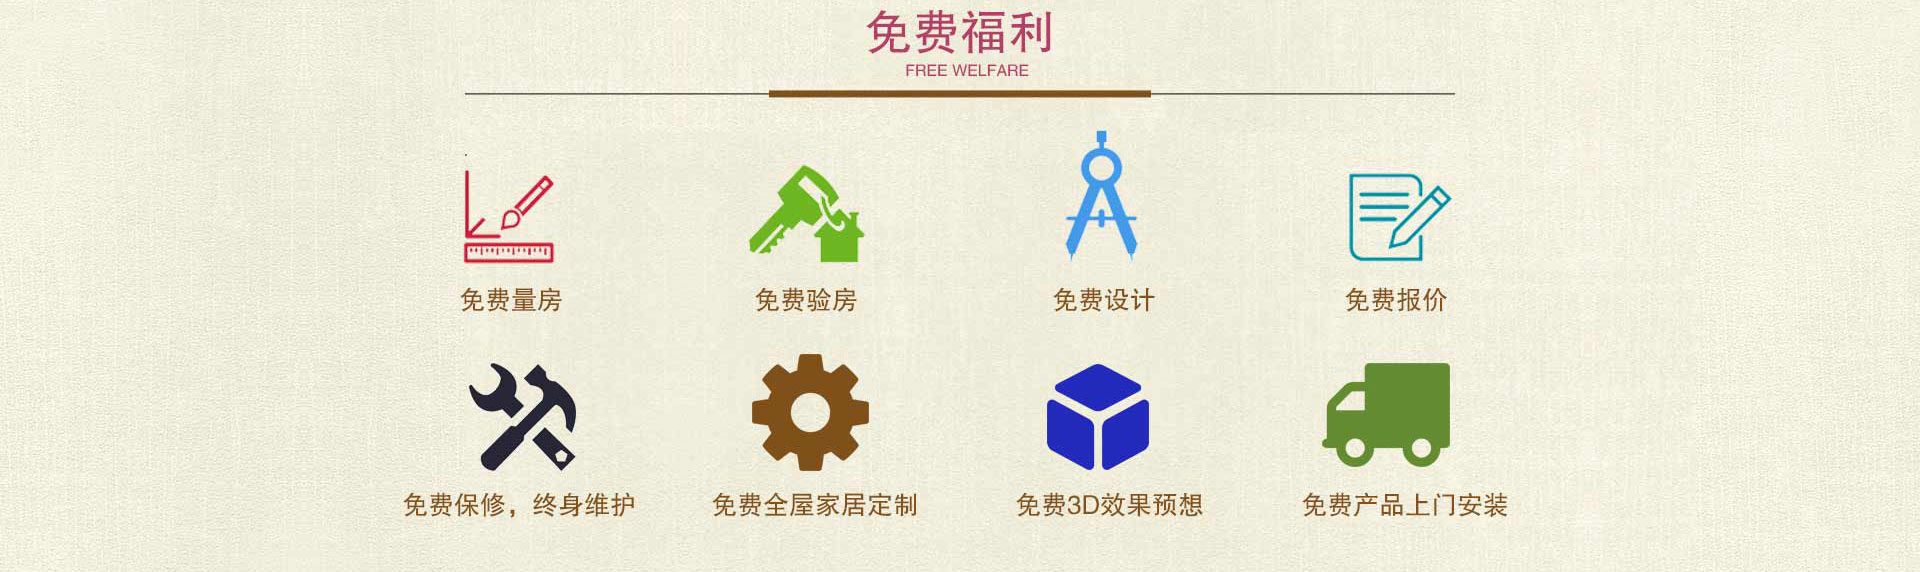 免费福利
FREE WELFARE
免费量房
免费验房
免费设计
免费报价
免费保修，终身维护
免费全屋家居定制
免费3D效果预想
免费产品上门安装